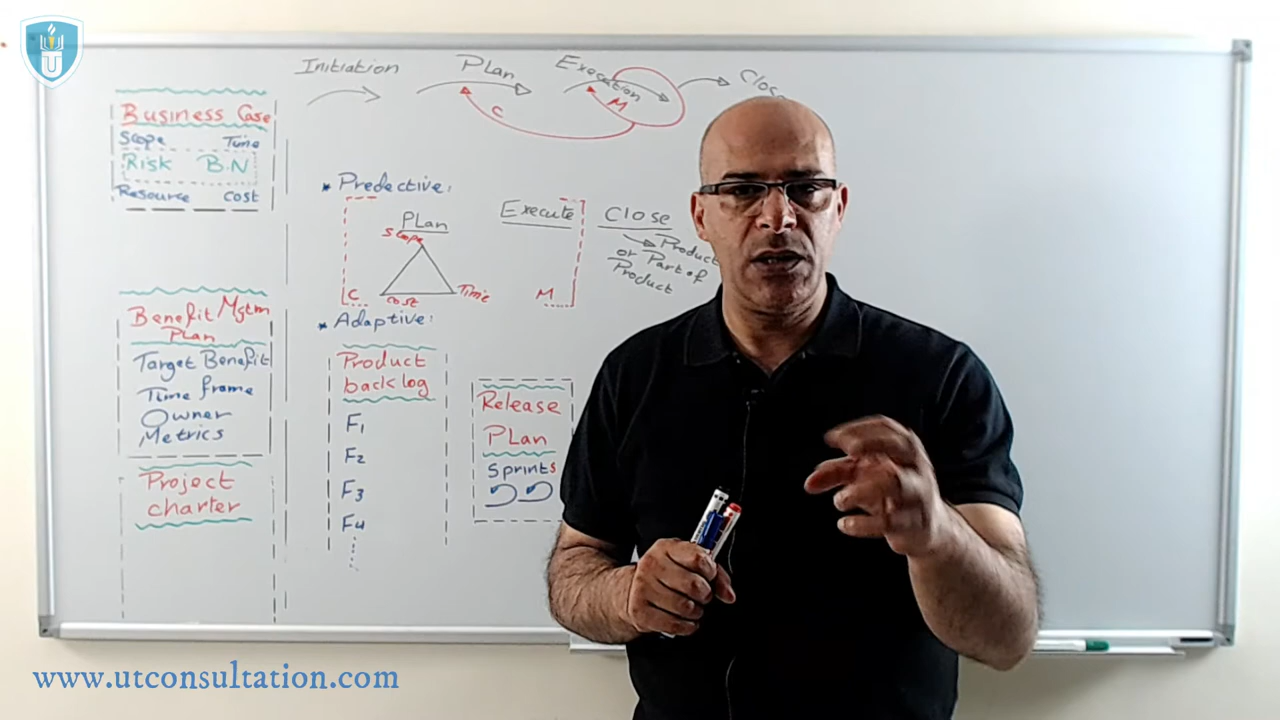 U
Initiation
Plan
Execution
Close
C
M
Business Case
Scope Time
Risk B.N
Resource cost
* Predective:
PLan
Scope
Cost
Time
C
Execute
M
Close
Product
or Part of
Product
Benefit Mgtm
Plan
Target Benefit
Time frame
Owner
Metrics
Project
charter
* Adaptive:
Product
backlog
F1
F2
F3
F4
Release
PLan
Sprints
www.utconsultation.com